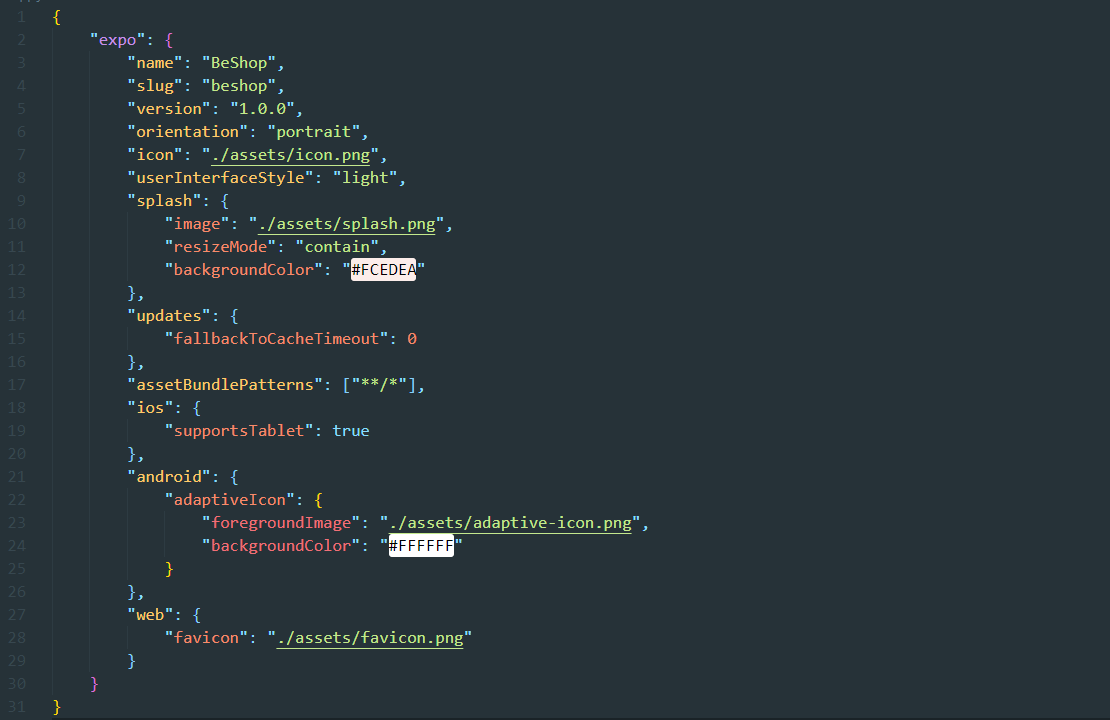 1 {
2     "expo": {
3         "name": "BeShop",
4         "slug": "beshop",
5         "version": "1.0.0",
6         "orientation": "portrait",
7         "icon": "./assets/icon.png",
8         "userInterfaceStyle": "light",
9         "splash": {
10             "image": "./assets/splash.png",
11             "resizeMode": "contain",
12             "backgroundColor": "#FCEDEA"
13         },
14         "updates": {
15             "fallbackToCacheTimeout": 0
16         },
17         "assetBundlePatterns": ["**/*"],
18         "ios": {
19             "supportsTablet": true
20         },
21         "android": {
22             "adaptiveIcon": {
23                 "foregroundImage": "./assets/adaptive-icon.png",
24                 "backgroundColor": "#FFFFFF"
25             }
26         },
27         "web": {
28             "favicon": "./assets/favicon.png"
29         }
30     }
31 }